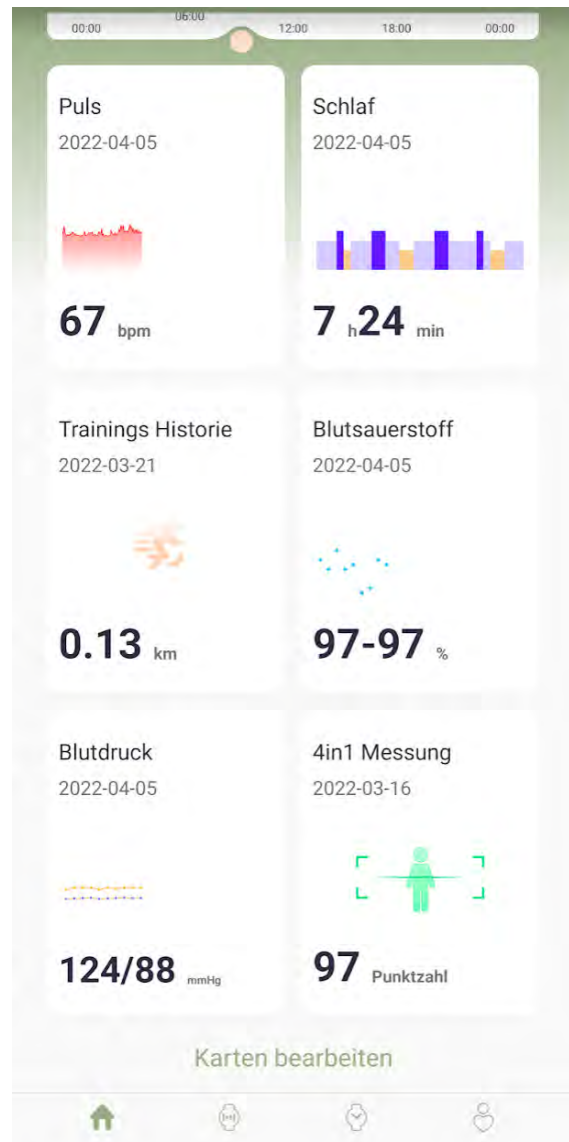 00:00 06:00 12:00 18:00 00:00
Puls
2022-04-05
67 bpm
Schlaf
2022-04-05
7 h 24 min
Trainings Historie
2022-03-21
0.13 km
Blutsauerstoff
2022-04-05
97-97 %
Blutdruck
2022-04-05
124/88 mmHg
4in1 Messung
2022-03-16
97 Punktzahl
Karten bearbeiten